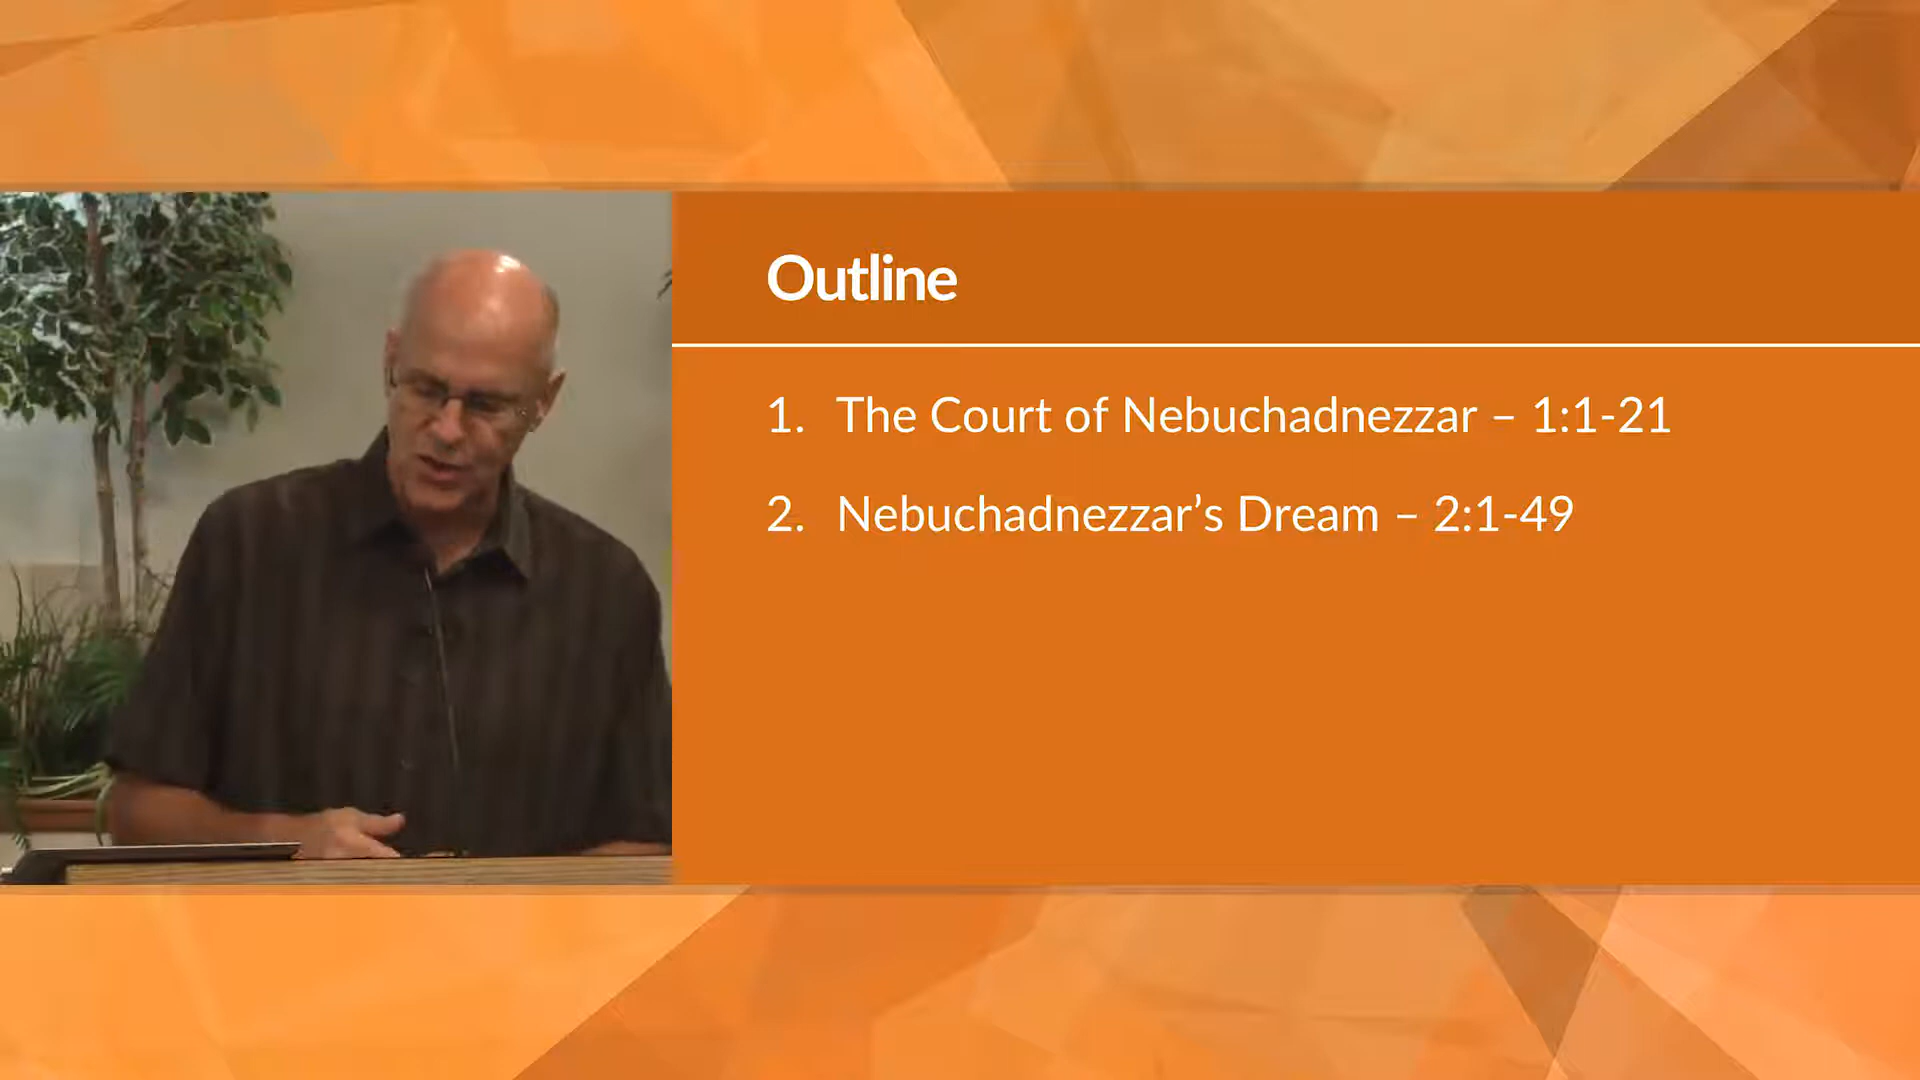 Outline
1. The Court of Nebuchadnezzar – 1:1-21
2. Nebuchadnezzar’s Dream – 2:1-49